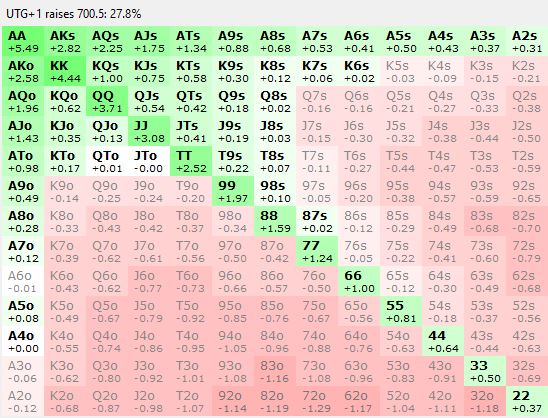 UTG+1 raises 700.5: 27.8%
AA AKs AQs AJs ATs A9s A8s A7s A6s A5s A4s A3s A2s
+5.49 +2.82 +2.25 +1.75 +1.34 +0.88 +0.68 +0.53 +0.41 +0.50 +0.43 +0.37 +0.31
AKo KK KQs KJs KTs K9s K8s K7s K6s K5s K4s K3s K2s
+2.58 +4.44 +1.00 +0.75 +0.58 +0.30 +0.12 +0.06 +0.02 -0.03 -0.09 -0.15 -0.21
AQo KQo QQ QJs QTs Q9s Q8s Q7s Q6s Q5s Q4s Q3s Q2s
+1.96 +0.62 +3.71 +0.54 +0.42 +0.18 +0.02 -0.16 -0.16 -0.21 -0.27 -0.33 -0.38
AJo KJo QJo JJ JTs J9s J8s J7s J6s J5s J4s J3s J2s
+1.43 +0.35 +0.13 +3.08 +0.41 +0.19 +0.03 -0.15 -0.30 -0.32 -0.38 -0.44 -0.50
ATo KTo QTo JTo TT T9s T8s T7s T6s T5s T4s T3s T2s
+0.98 +0.17 +0.01 -0.00 +2.52 +0.22 +0.07 -0.11 -0.27 -0.44 -0.47 -0.53 -0.59
A9o K9o Q9o J9o T9o 99 98s 97s 96s 95s 94s 93s 92s
+0.49 -0.14 -0.25 -0.24 -0.20 +1.97 +0.10 -0.05 -0.20 -0.38 -0.57 -0.59 -0.65
A8o K8o Q8o J8o T8o 98o 88 87s 86s 85s 84s 83s 82s
+0.28 -0.33 -0.43 -0.42 -0.37 -0.34 +1.59 +0.02 -0.12 -0.29 -0.49 -0.68 -0.70
A7o K7o Q7o J7o T7o 97o 87o 77 76s 75s 74s 73s 72s
+0.12 -0.39 -0.62 -0.61 -0.56 -0.50 -0.42 +1.24 -0.05 -0.22 -0.41 -0.60 -0.79
A6o K6o Q6o J6o T6o 96o 86o 76o 66 65s 64s 63s 62s
-0.01 -0.43 -0.62 -0.77 -0.73 -0.66 -0.57 -0.50 +1.00 -0.12 -0.30 -0.49 -0.68
A5o K5o Q5o J5o T5o 95o 85o 75o 65o 55 54s 53s 52s
+0.08 -0.49 -0.67 -0.79 -0.92 -0.85 -0.76 -0.67 -0.56 +0.81 -0.18 -0.37 -0.56
A4o K4o Q4o J4o T4o 94o 84o 74o 64o 54o 44 43s 42s
+0.00 -0.55 -0.74 -0.86 -0.95 -1.05 -0.96 -0.88 -0.76 -0.63 +0.64 -0.44 -0.63
A3o K3o Q3o J3o T3o 93o 83o 73o 63o 53o 43o 33 32s
-0.06 -0.62 -0.80 -0.92 -1.01 -1.08 -1.16 -1.08 -0.96 -0.83 -0.91 +0.50 -0.69
A2o K2o Q2o J2o T2o 92o 82o 72o 62o 52o 42o 32o 22
-0.12 -0.68 -0.87 -0.98 -1.07 -1.14 -1.19 -1.29 -1.17 -1.03 -1.11 -1.18 +0.37